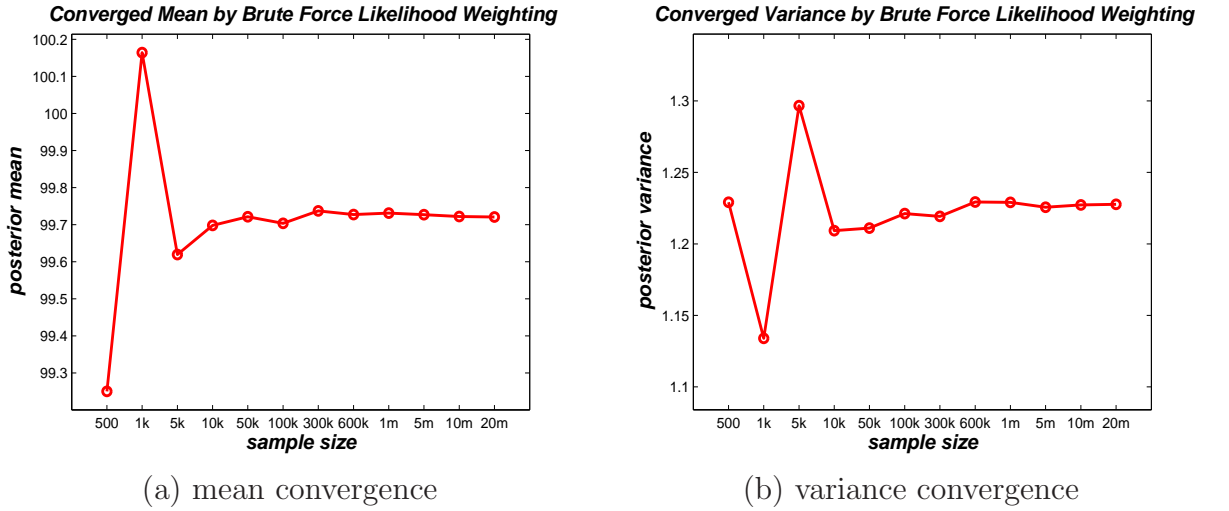 Converged Mean by Brute Force Likelihood Weighting
100.2
100.1
100
99.9
99.8
99.7
99.6
99.5
99.4
99.3
posterior mean
500 1k 5k 10k 50k 100k 300k 600k 1m 5m 10m 20m
sample size
(a) mean convergence
Converged Variance by Brute Force Likelihood Weighting
1.3
1.25
1.2
1.15
1.1
posterior variance
500 1k 5k 10k 50k 100k 300k 600k 1m 5m 10m 20m
sample size
(b) variance convergence